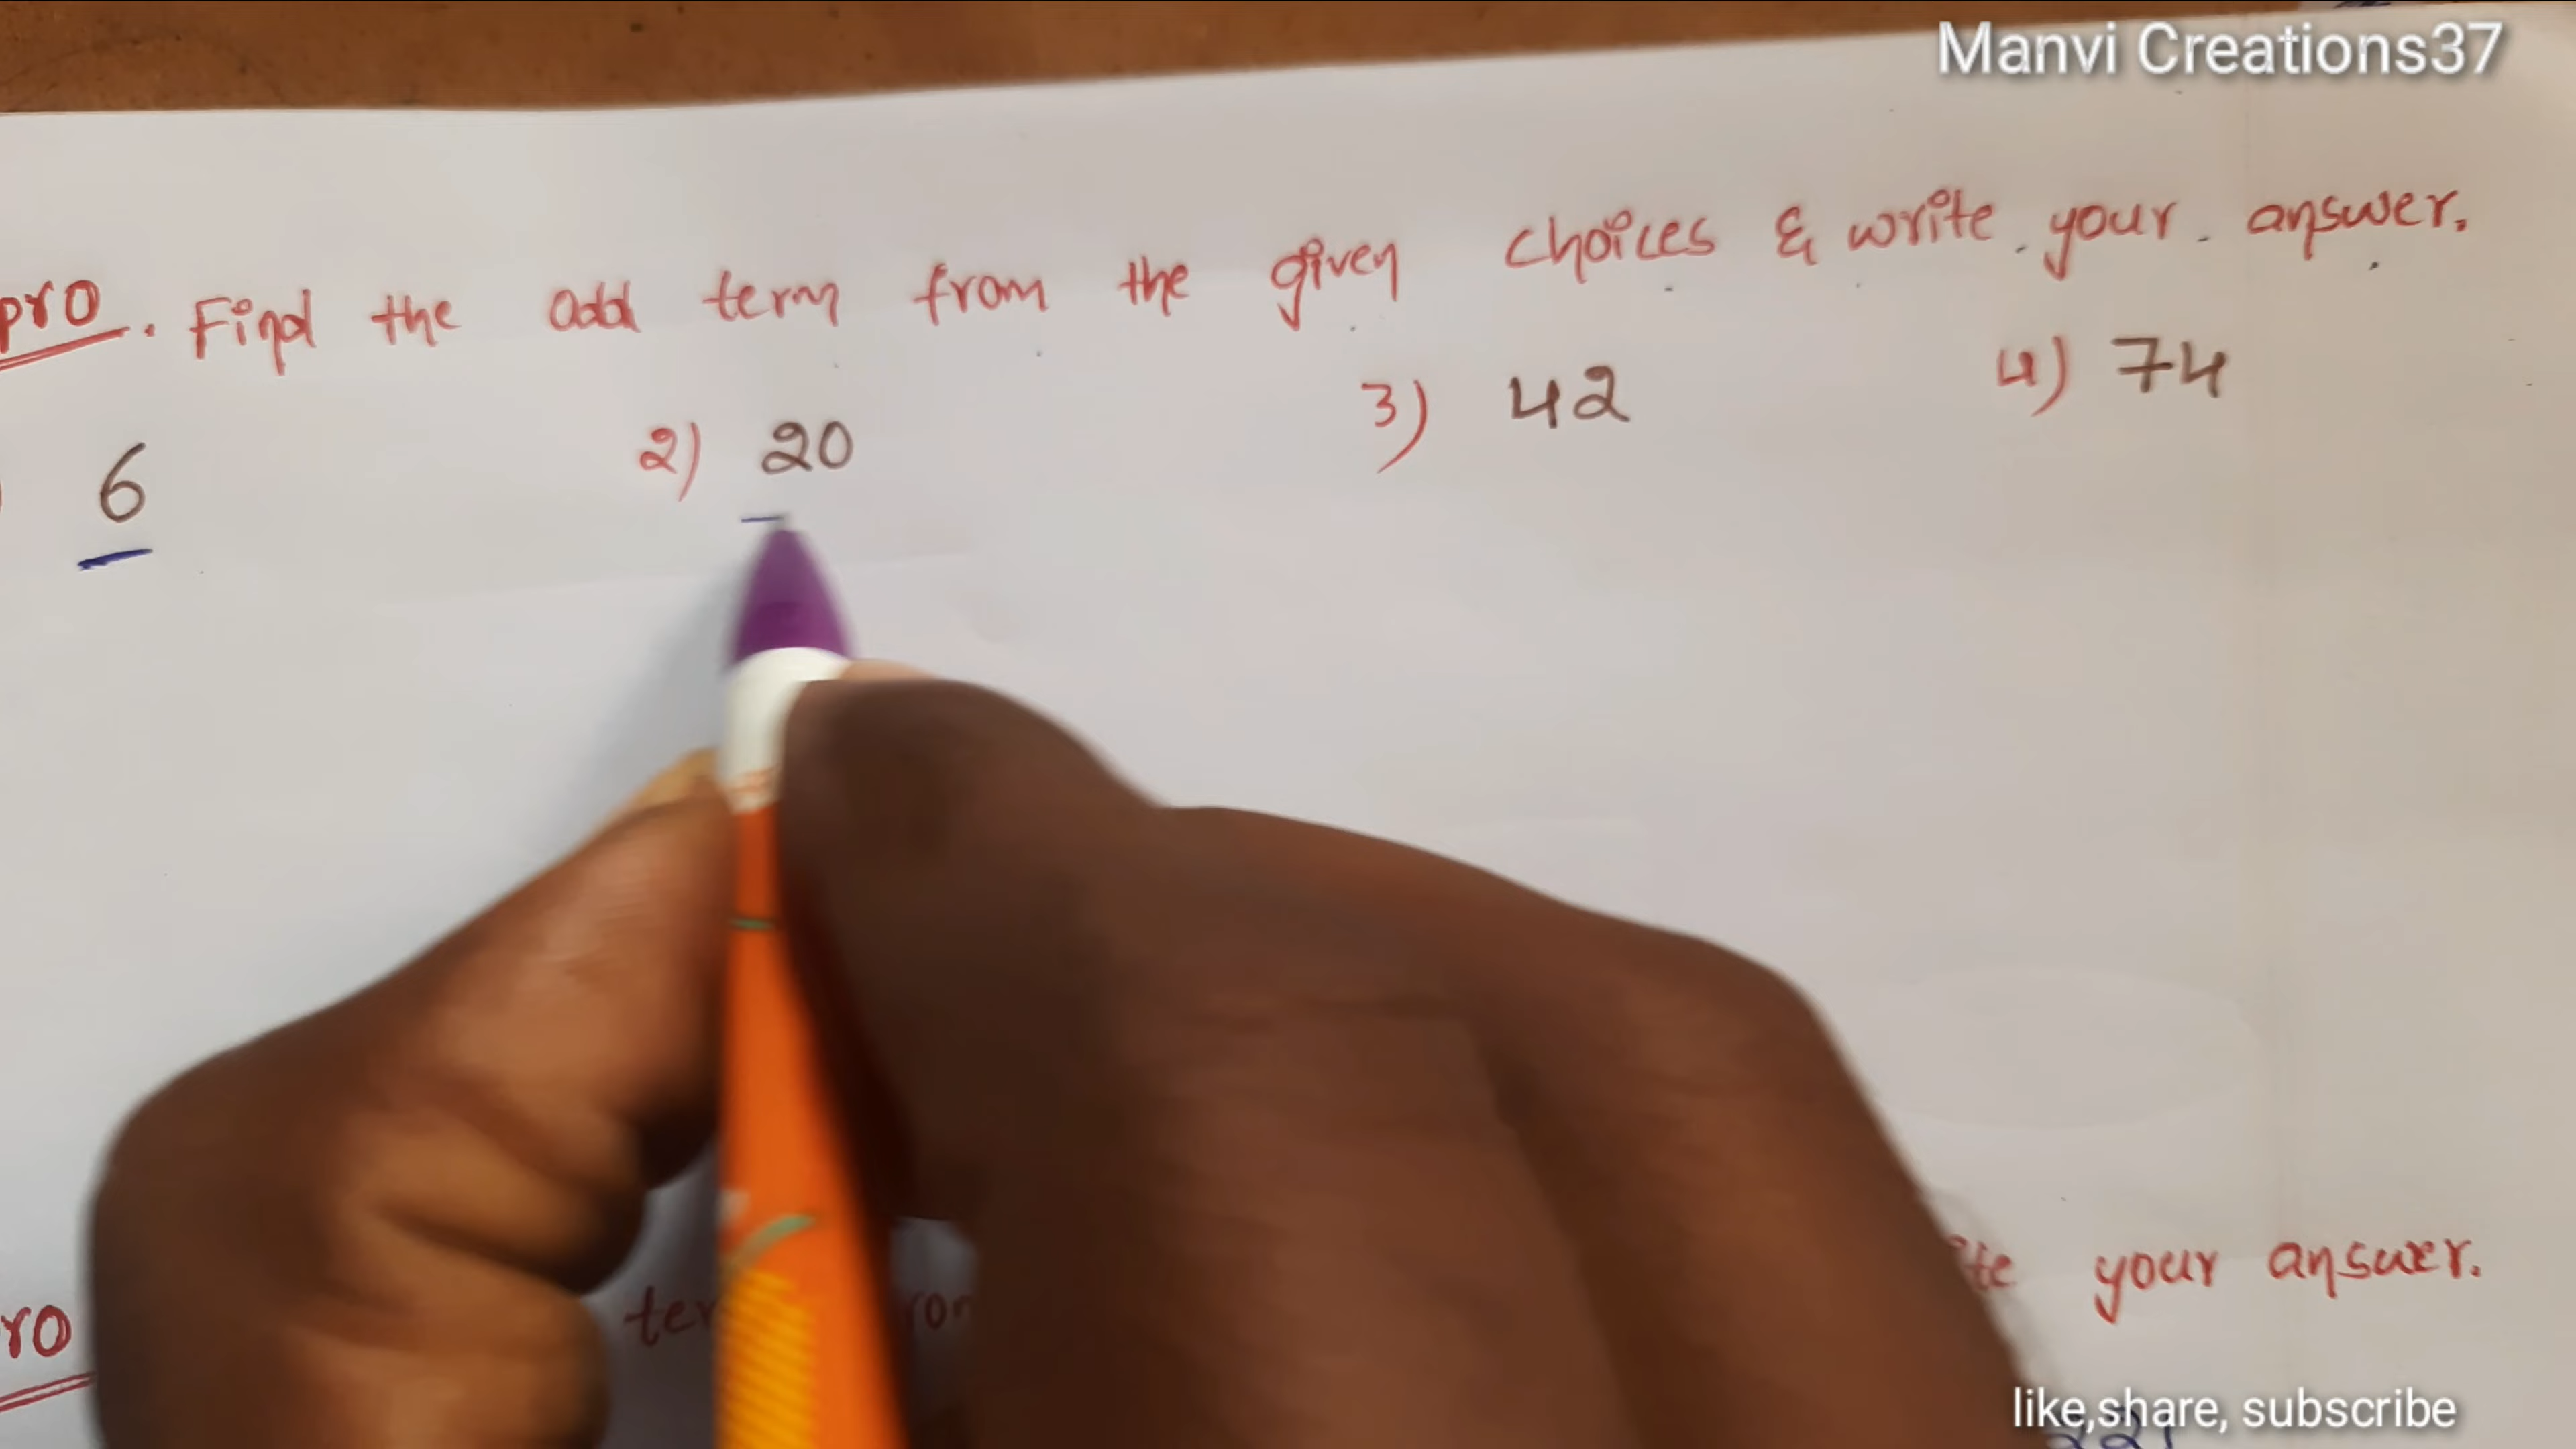 Manvi Creations37
pro. Find the odd term from the given choices & write your answer.
6 2) 20 3) 42 4) 74
your answer.
like,share, subscribe